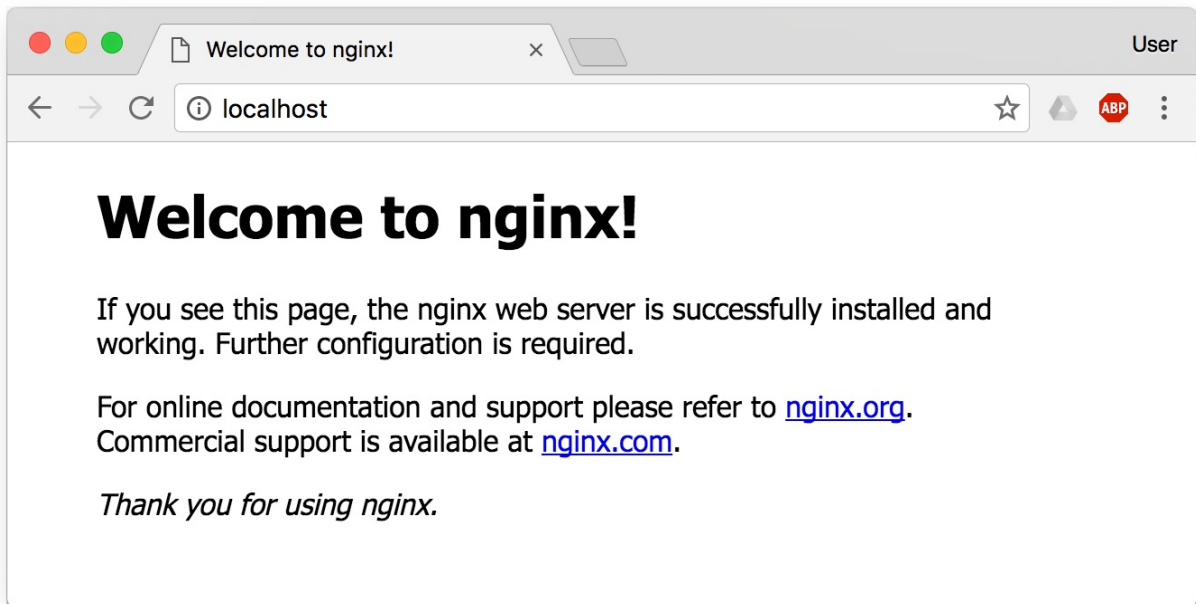 Welcome to nginx!
User
localhost
ABP
Welcome to nginx!
If you see this page, the nginx web server is successfully installed and
working. Further configuration is required.
For online documentation and support please refer to nginx.org.
Commercial support is available at nginx.com.
Thank you for using nginx.